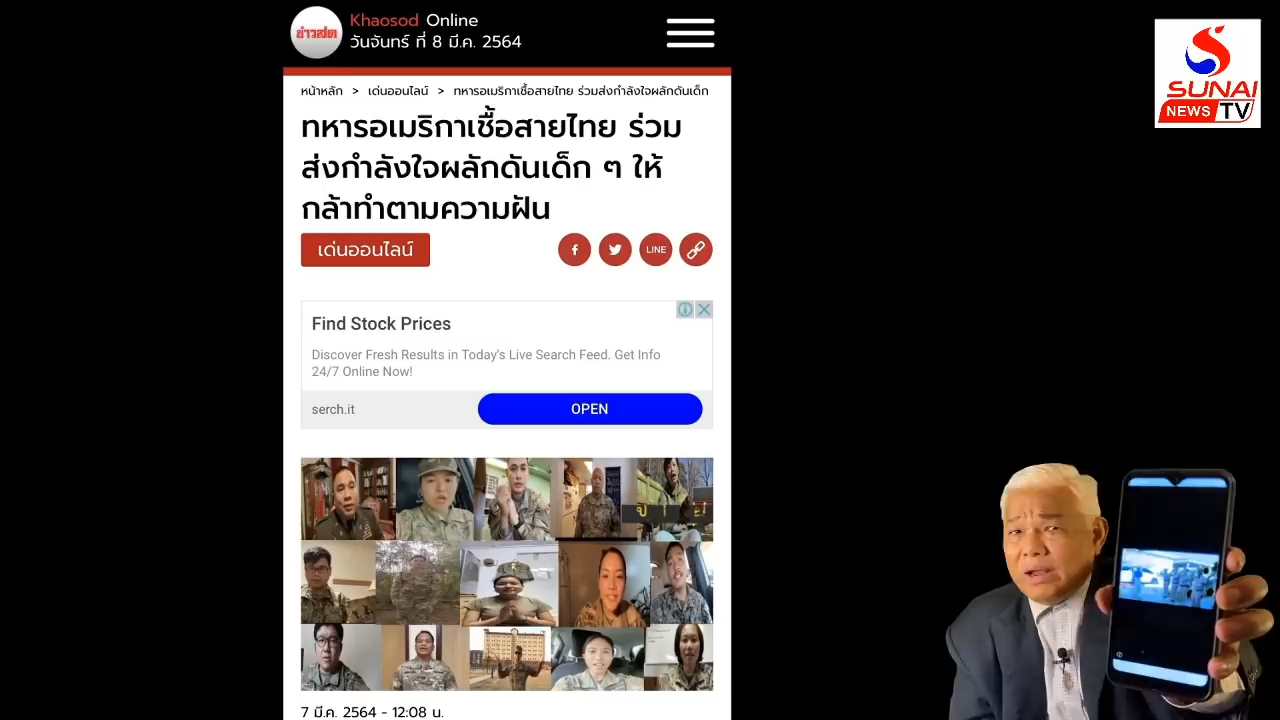 ข่าวสด
Khaosod Online
วันจันทร์ ที่ 8 มี.ค. 2564
หน้าหลัก > เด่นออนไลน์ > ทหารอเมริกาเชื้อสายไทย ร่วมส่งกำลังใจผลักดันเด็ก
ทหารอเมริกาเชื้อสายไทย ร่วม
ส่งกำลังใจผลักดันเด็ก ๆ ให้
กล้าทำตามความฝัน
เด่นออนไลน์
LINE
Find Stock Prices
Discover Fresh Results in Today's Live Search Feed. Get Info
24/7 Online Now!
serch.it
OPEN
7 มี.ค. 2564 - 12:08 น.
SUNAI
NEWS TV